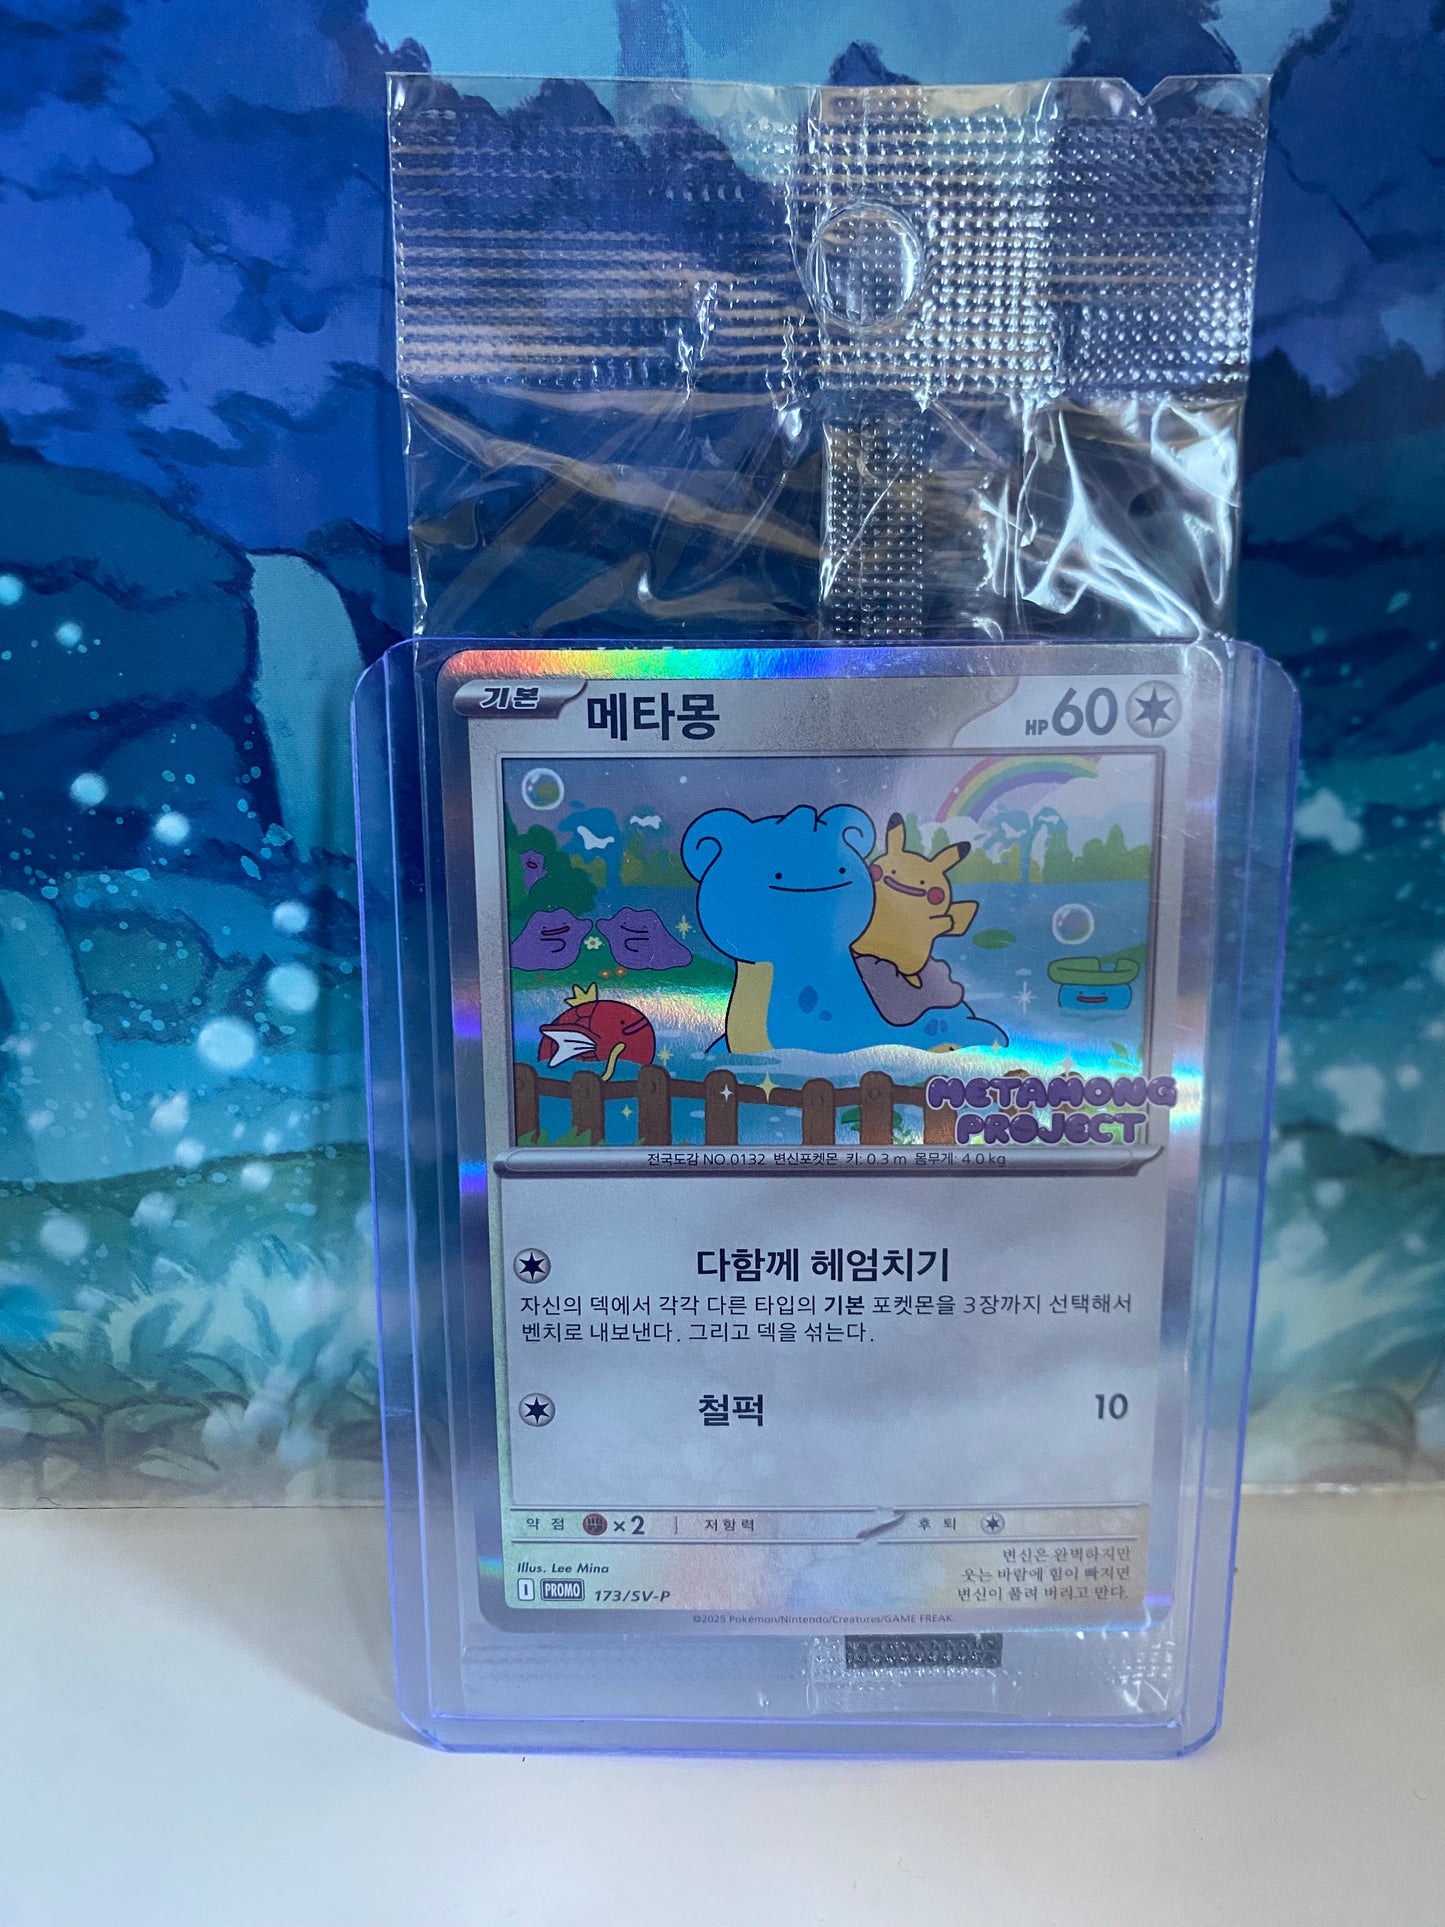 기본 메타몽 HP 60
METAMONG
PROJECT
전국도감 NO.0132 변신포켓몬 키: 0.3 m 몸무게: 4.0 kg
다함께 헤엄치기
자신의 덱에서 각각 다른 타입의 기본 포켓몬을 3장까지 선택해서
벤치로 내보낸다. 그리고 덱을 섞는다.
철퍽 10
약점 ×2 저항력 후퇴
Illus. Lee Mina
I PROMO 173/SV-P
변신은 완벽하지만
웃는 바람에 힘이 빠지면
변신이 풀려 버리고 만다.
©2025 Pokémon/Nintendo/Creatures/GAME FREAK.